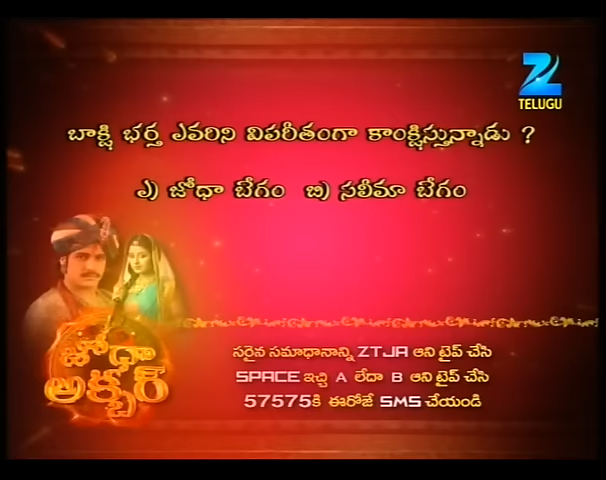 Z
TELUGU
బాక్షి భర్త ఎవరిని విపరీతంగా కాంక్షిస్తున్నాడు ?
ఎ) జోధా బేగం బి) సలీమా బేగం
జోధా
అక్బర్
సరైన సమాధానాన్ని ZTJA అని టైప్ చేసి
SPACE ఇచ్చి A లేదా B అని టైప్ చేసి
57575కి ఈరోజే SMS చేయండి